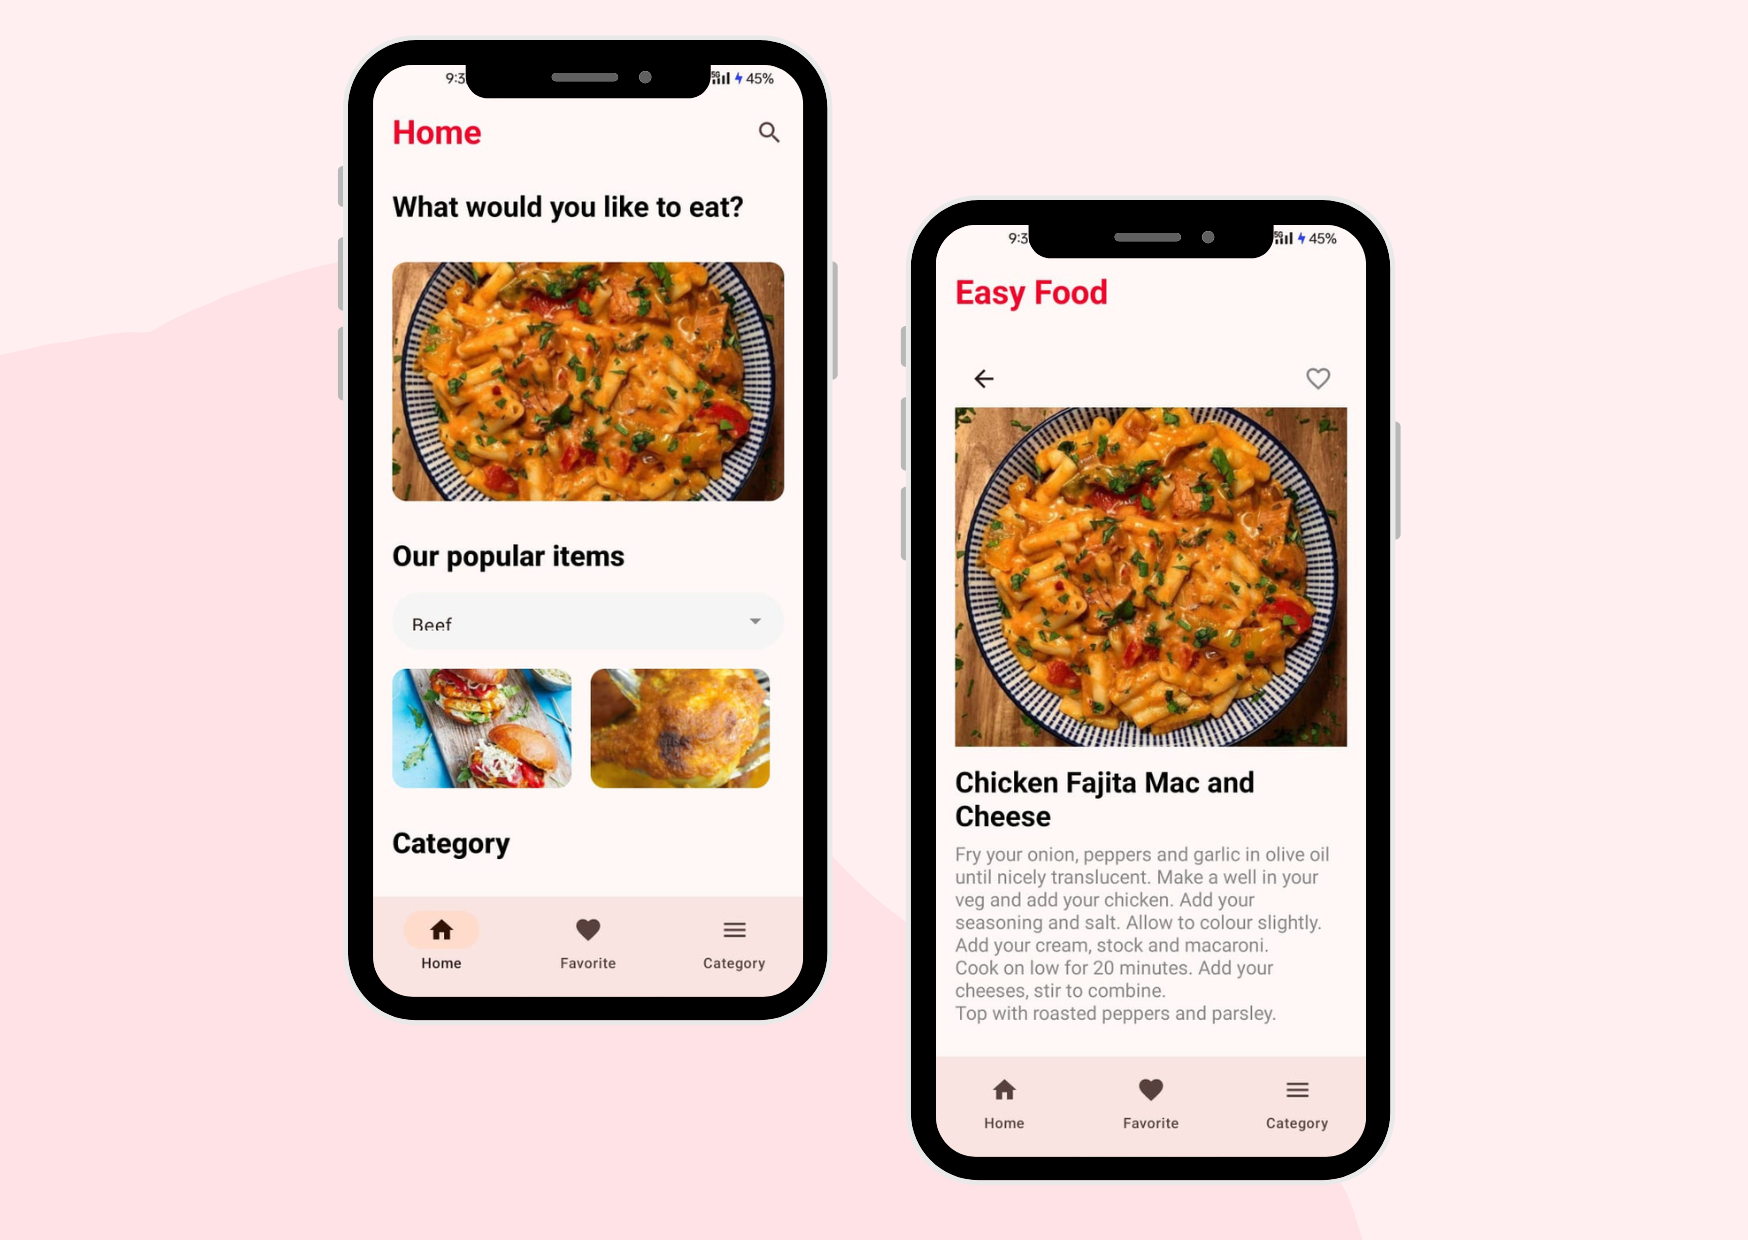 9:3
5G
45%
Home
What would you like to eat?
Our popular items
Beef
Category
Home
Favorite
Category
9:3
5G
45%
Easy Food
Chicken Fajita Mac and
Cheese
Fry your onion, peppers and garlic in olive oil
until nicely translucent. Make a well in your
veg and add your chicken. Add your
seasoning and salt. Allow to colour slightly.
Add your cream, stock and macaroni.
Cook on low for 20 minutes. Add your
cheeses, stir to combine.
Top with roasted peppers and parsley.
Home
Favorite
Category